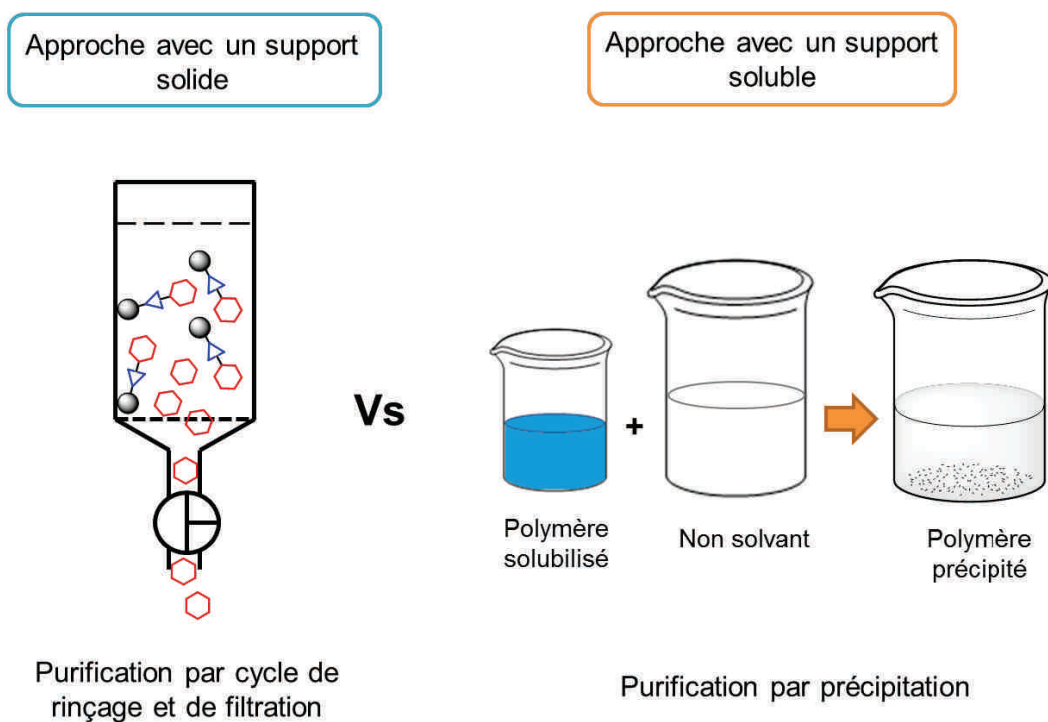 Approche avec un support
solide
Approche avec un support
soluble
Vs
+
Polymère
solubilisé
Non solvant
Polymère
précipité
Purification par cycle de
rinçage et de filtration
Purification par précipitation